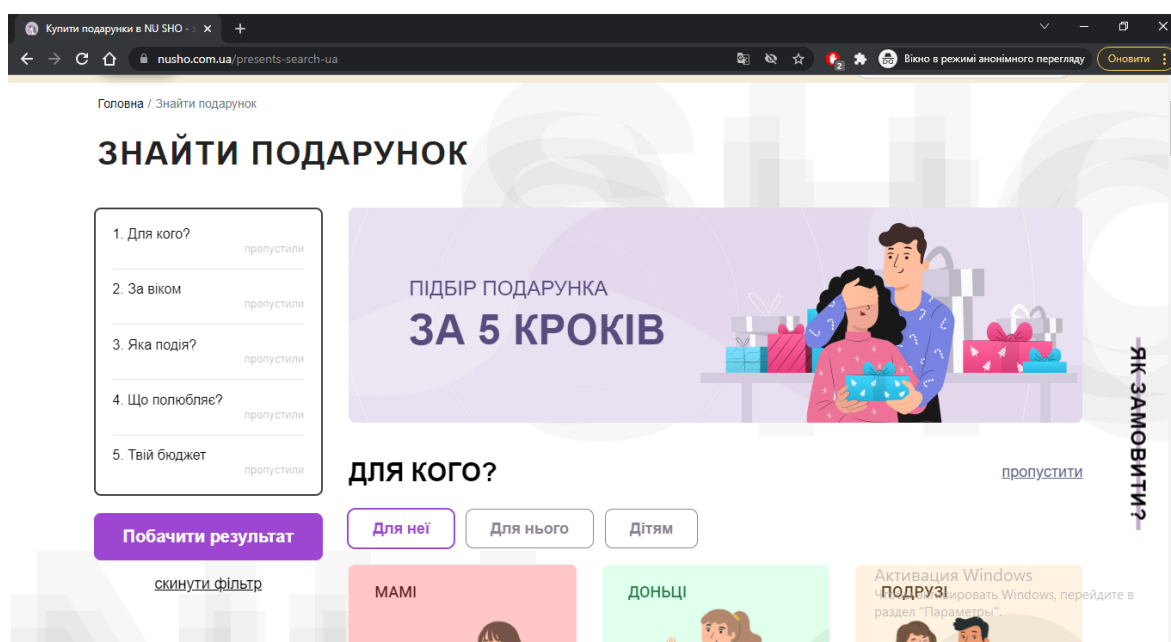 Купити подарунки в NU SHO -
nusho.com.ua/presents-search-ua
Вікно в режимі анонімного перегляду
Оновити
2
Головна / Знайти подарунок
ЗНАЙТИ ПОДАРУНОК
1. Для кого?
пропустили
2. За віком
пропустили
3. Яка подія?
пропустили
4. Що полюбляє?
пропустили
5. Твій бюджет
пропустили
Побачити результат
скинути фільтр
ПІДБІР ПОДАРУНКА
ЗА 5 КРОКІВ
ДЛЯ КОГО?
пропустити
Для неї
Для нього
Дітям
МАМІ
ДОНЬЦІ
ПОДРУЗІ
ЯК ЗАМОВИТИ?
Активация Windows
Windows, перейдите в
раздел "Параметры".